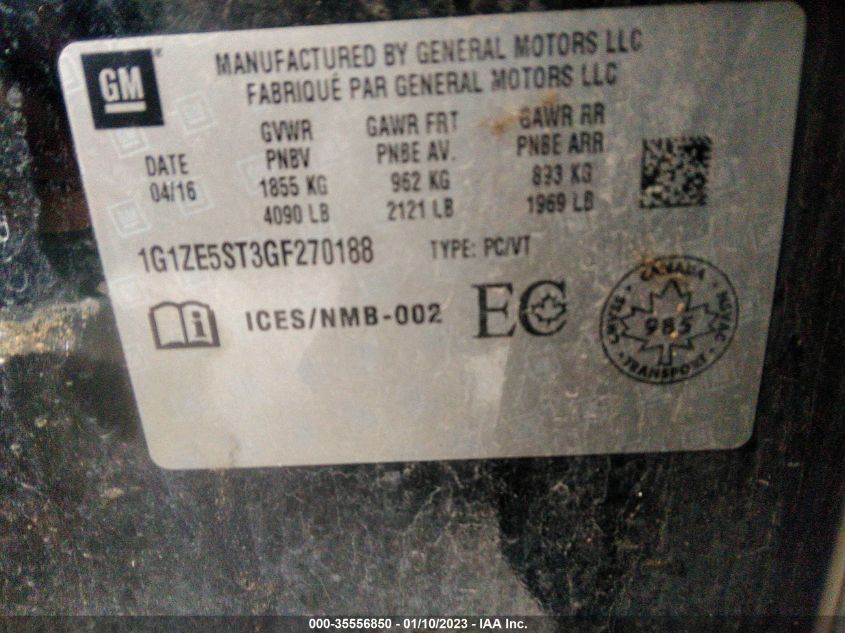 GM
MANUFACTURED BY GENERAL MOTORS LLC
FABRIQUÉ PAR GENERAL MOTORS LLC
DATE
04/16
GVWR
PNBV
1855 KG
4090 LB
GAWR FRT
PNBE AV.
962 KG
2121 LB
GAWR RR
PNBE ARR
893 KG
1969 LB
1G1ZE5ST3GF270188 TYPE: PC/VT
i ICES/NMB-002 EC
CANADA
985
TRANSPORT
000-35556850 - 01/10/2023 - IAA Inc.